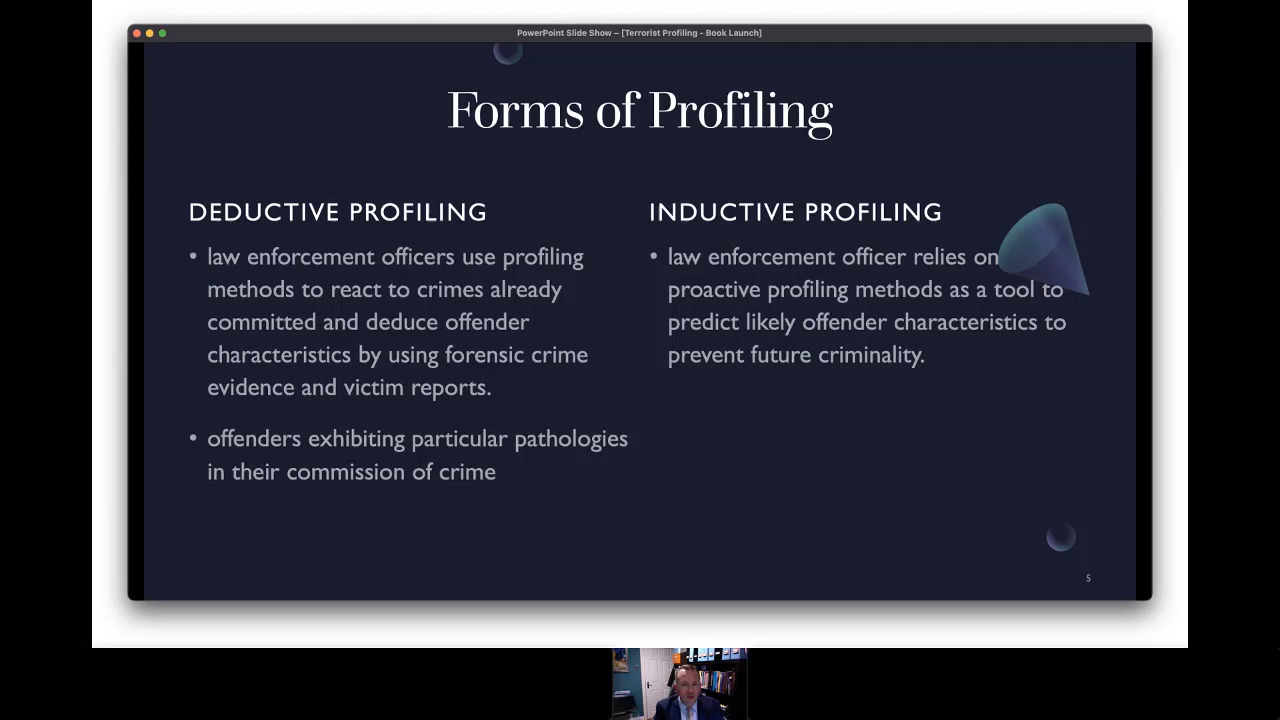 PowerPoint Slide Show – [Terrorist Profiling - Book Launch]
Forms of Profiling
DEDUCTIVE PROFILING
• law enforcement officers use profiling
methods to react to crimes already
committed and deduce offender
characteristics by using forensic crime
evidence and victim reports.
• offenders exhibiting particular pathologies
in their commission of crime
INDUCTIVE PROFILING
• law enforcement officer relies on
proactive profiling methods as a tool to
predict likely offender characteristics to
prevent future criminality.
5